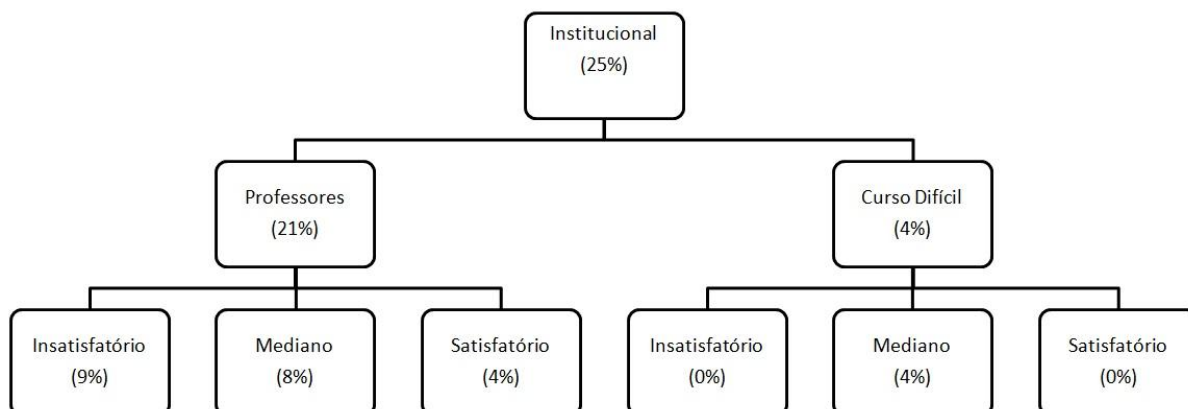 Institucional
(25%)
Professores
(21%)
Curso Difícil
(4%)
Insatisfatório
(9%)
Mediano
(8%)
Satisfatório
(4%)
Insatisfatório
(0%)
Mediano
(4%)
Satisfatório
(0%)